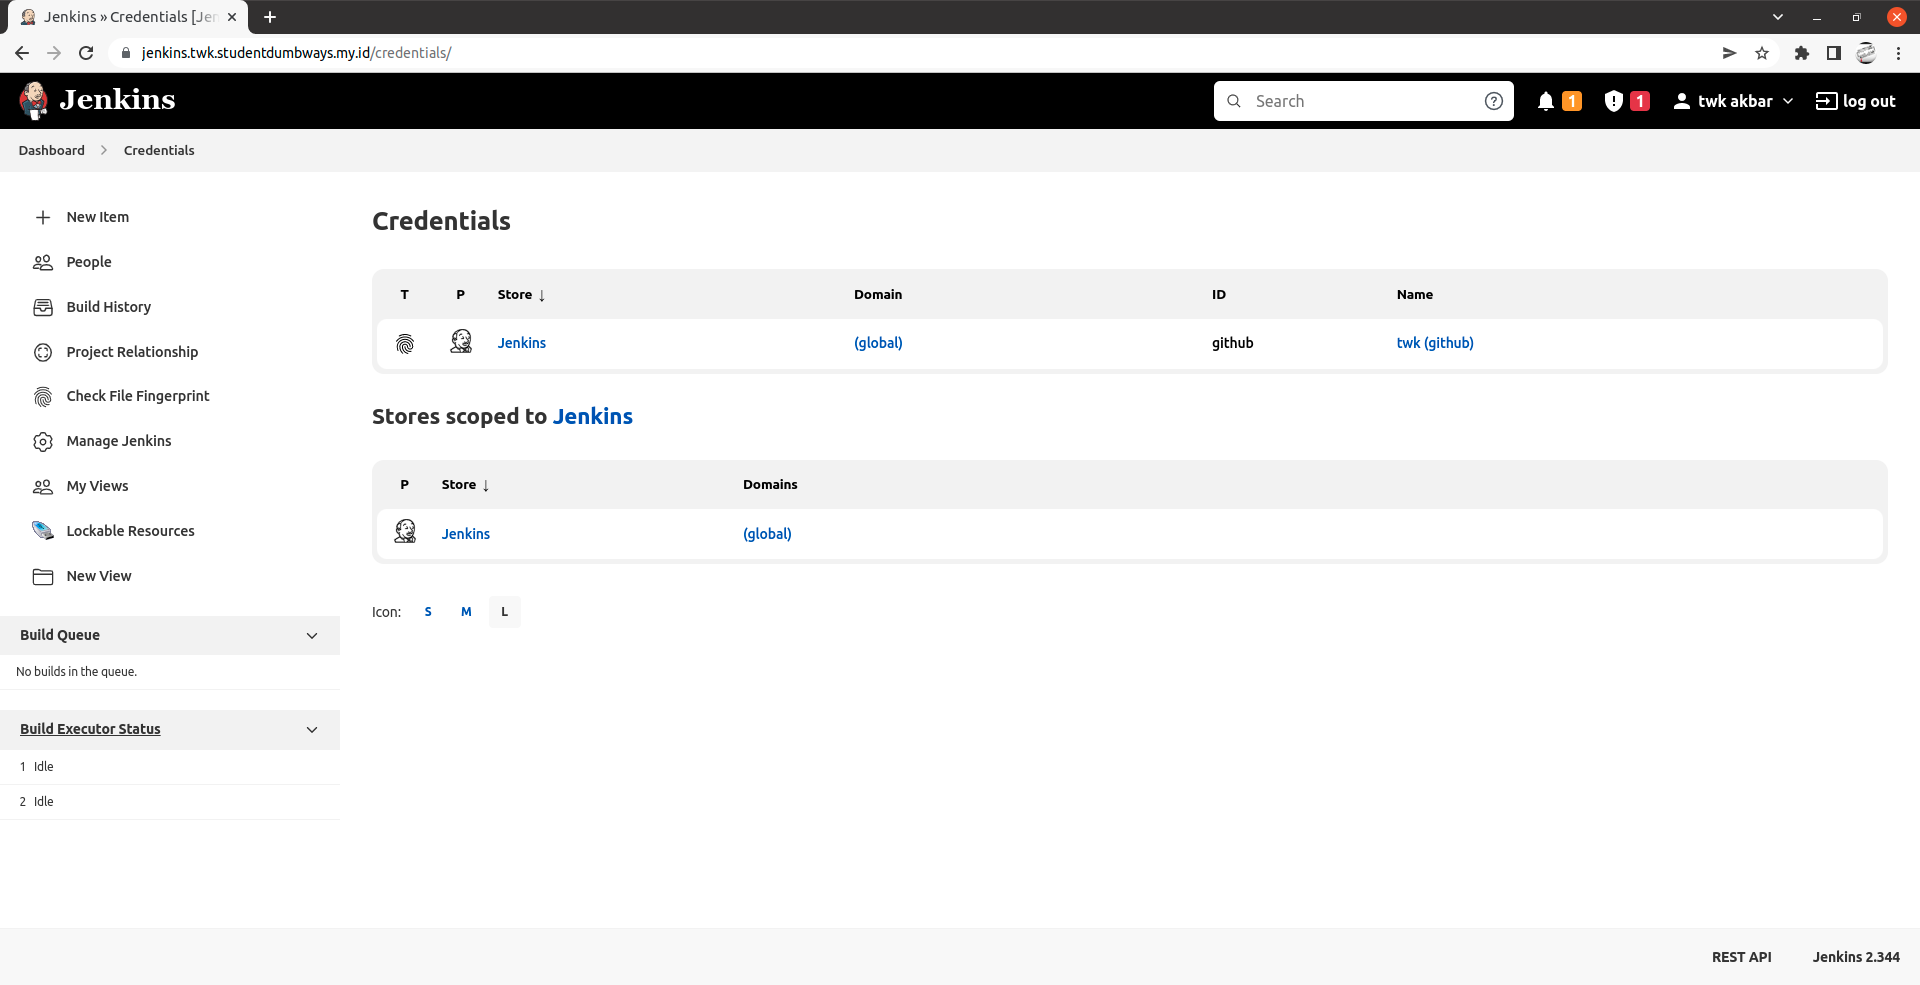 Jenkins » Credentials [Jen
jenkins.twk.studentdumbways.my.id/credentials/
Jenkins
Search
1
1
twk akbar
log out
Dashboard
Credentials
New Item
People
Build History
Project Relationship
Check File Fingerprint
Manage Jenkins
My Views
Lockable Resources
New View
Build Queue
No builds in the queue.
Build Executor Status
1 Idle
2 Idle
Credentials
T P Store ↓ Domain ID Name
Jenkins (global) github twk (github)
Stores scoped to Jenkins
P Store ↓ Domains
Jenkins (global)
Icon: S M L
REST API Jenkins 2.344